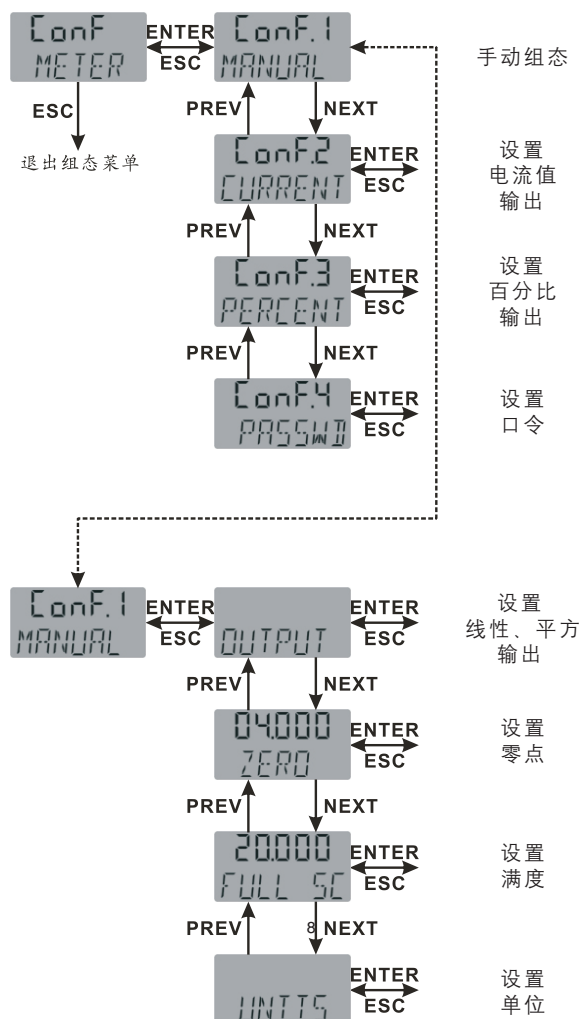 ConF ENTER ConF.1
METER ESC MANUAL 手动组态
ESC PREV NEXT
退出组态菜单
ConF.2 ENTER 设置
CURRENT ESC 电流值
输出
PREV NEXT
ConF.3 ENTER 设置
PERCENT ESC 百分比
输出
PREV NEXT
ConF.4 ENTER 设置
PASSWD ESC 口令
ConF.1 ENTER ENTER 设置
MANUAL ESC OUTPUT ESC 线性、平方
输出
PREV NEXT
04.000 ENTER 设置
ZERO ESC 零点
PREV NEXT
20.000 ENTER 设置
FULL SC ESC 满度
PREV 8 NEXT
ENTER 设置
UNITS ESC 单位